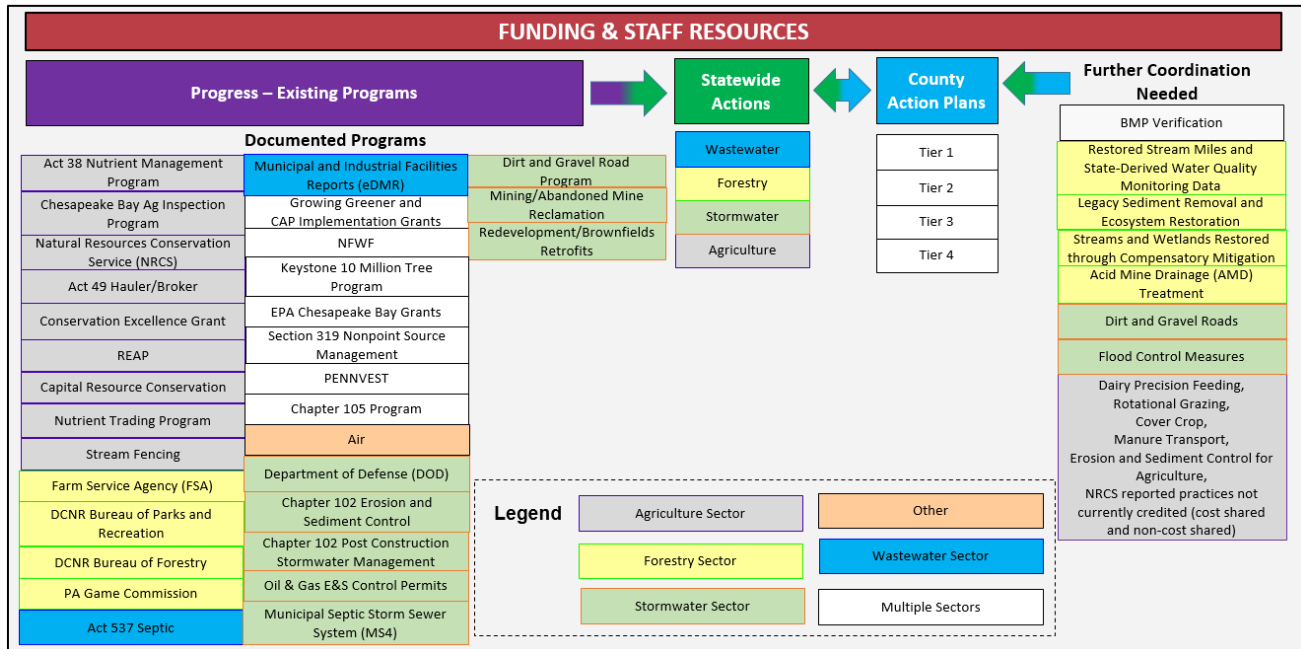 FUNDING & STAFF RESOURCES
Progress – Existing Programs
Statewide
Actions
County
Action Plans
Further Coordination
Needed
Documented Programs
Act 38 Nutrient Management
Program
Chesapeake Bay Ag Inspection
Program
Natural Resources Conservation
Service (NRCS)
Act 49 Hauler/Broker
Conservation Excellence Grant
REAP
Capital Resource Conservation
Nutrient Trading Program
Stream Fencing
Farm Service Agency (FSA)
DCNR Bureau of Parks and
Recreation
DCNR Bureau of Forestry
PA Game Commission
Act 537 Septic
Municipal and Industrial Facilities
Reports (eDMR)
Growing Greener and
CAP Implementation Grants
NFWF
Keystone 10 Million Tree
Program
EPA Chesapeake Bay Grants
Section 319 Nonpoint Source
Management
PENNVEST
Chapter 105 Program
Air
Department of Defense (DOD)
Chapter 102 Erosion and
Sediment Control
Chapter 102 Post Construction
Stormwater Management
Oil & Gas E&S Control Permits
Municipal Septic Storm Sewer
System (MS4)
Dirt and Gravel Road
Program
Mining/Abandoned Mine
Reclamation
Redevelopment/Brownfields
Retrofits
Wastewater
Forestry
Stormwater
Agriculture
Tier 1
Tier 2
Tier 3
Tier 4
BMP Verification
Restored Stream Miles and
State-Derived Water Quality
Monitoring Data
Legacy Sediment Removal and
Ecosystem Restoration
Streams and Wetlands Restored
through Compensatory Mitigation
Acid Mine Drainage (AMD)
Treatment
Dirt and Gravel Roads
Flood Control Measures
Dairy Precision Feeding,
Rotational Grazing,
Cover Crop,
Manure Transport,
Erosion and Sediment Control for
Agriculture,
NRCS reported practices not
currently credited (cost shared
and non-cost shared)
Legend
Agriculture Sector
Forestry Sector
Stormwater Sector
Other
Wastewater Sector
Multiple Sectors